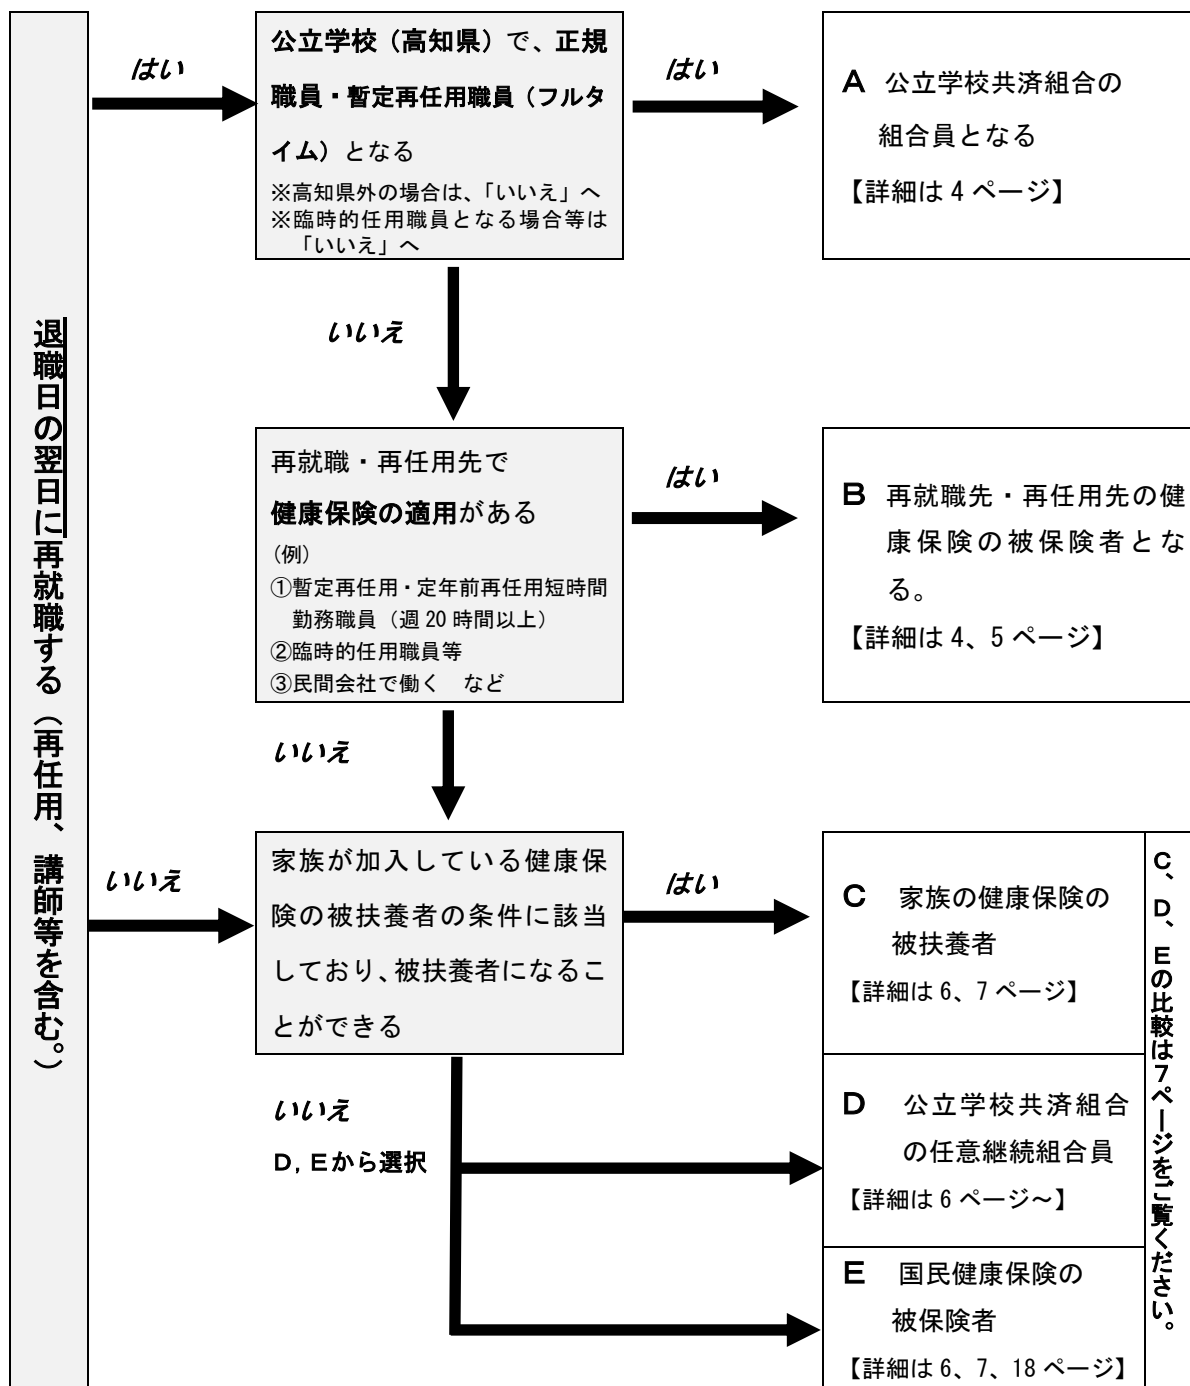 退職日の翌日に再就職する（再任用、講師等を含む。）
はい
公立学校（高知県）で、正規
職員・暫定再任用職員（フルタ
イム）となる
※高知県外の場合は、「いいえ」へ
※臨時的任用職員となる場合等は
「いいえ」へ
はい
A 公立学校共済組合の
組合員となる
【詳細は 4 ページ】
いいえ
再就職・再任用先で
健康保険の適用がある
（例）
①暫定再任用・定年前再任用短時間
勤務職員（週 20 時間以上）
②臨時的任用職員等
③民間会社で働く　など
はい
B 再就職先・再任用先の健
康保険の被保険者とな
る。
【詳細は 4、5 ページ】
いいえ
いいえ
家族が加入している健康保
険の被扶養者の条件に該当
しており、被扶養者になるこ
とができる
はい
C 家族の健康保険の
被扶養者
【詳細は 6、7 ページ】
いいえ
D，Eから選択
D 公立学校共済組合
の任意継続組合員
【詳細は 6 ページ～】
E 国民健康保険の
被保険者
【詳細は 6、7、18 ページ】
C、D、Eの比較は7ページをご覧ください。